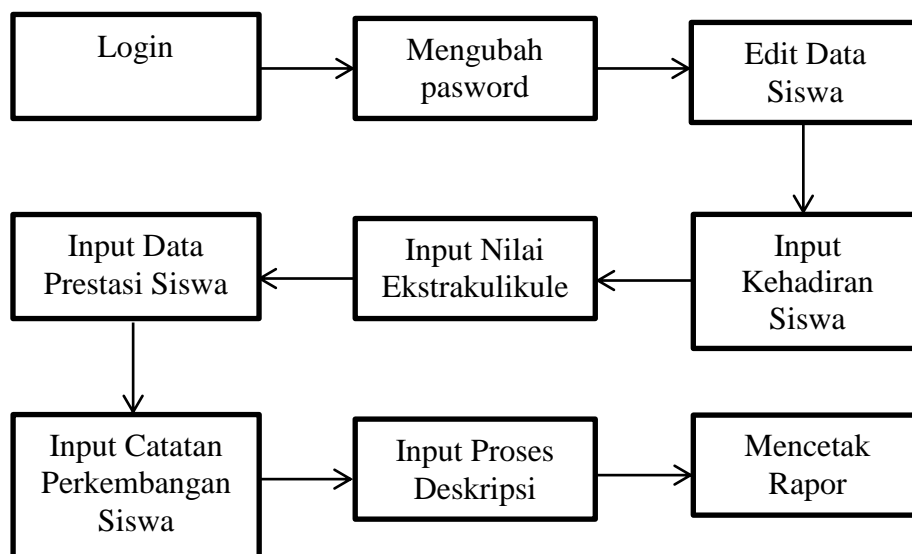 Login
Mengubah
pasword
Edit Data
Siswa
Input
Kehadiran
Siswa
Input Nilai
Ekstrakulikule
Input Data
Prestasi Siswa
Input Catatan
Perkembangan
Siswa
Input Proses
Deskripsi
Mencetak
Rapor